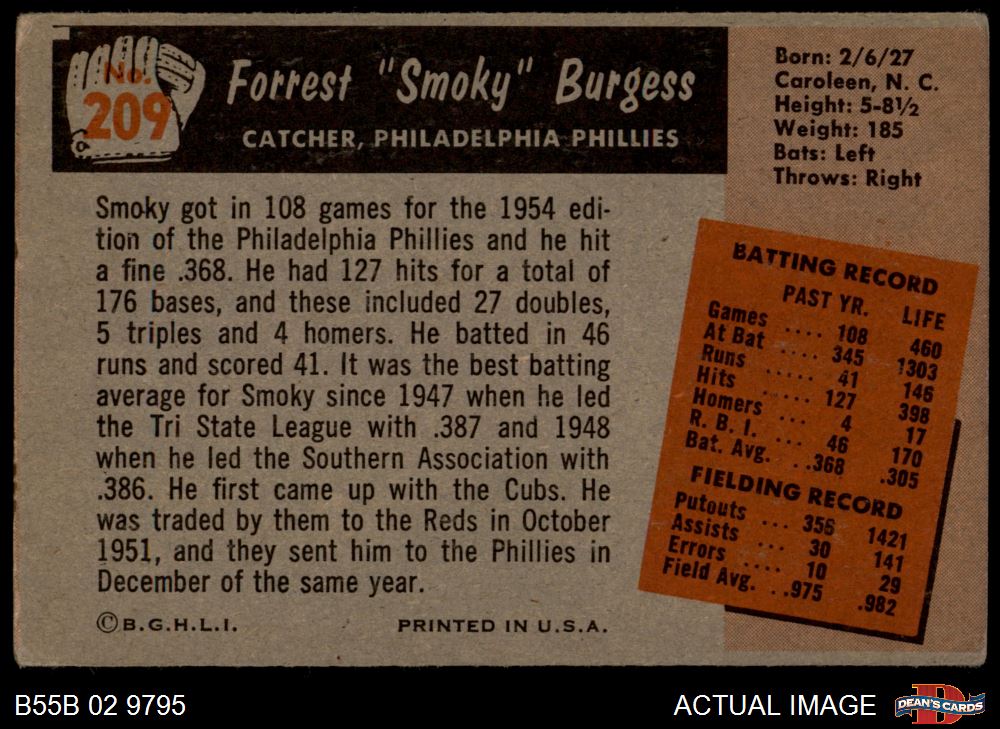 No.
209
Forrest "Smoky" Burgess
CATCHER, PHILADELPHIA PHILLIES
Born: 2/6/27
Caroleen, N. C.
Height: 5-8½
Weight: 185
Bats: Left
Throws: Right
Smoky got in 108 games for the 1954 edi-
tion of the Philadelphia Phillies and he hit
a fine .368. He had 127 hits for a total of
176 bases, and these included 27 doubles,
5 triples and 4 homers. He batted in 46
runs and scored 41. It was the best batting
average for Smoky since 1947 when he led
the Tri State League with .387 and 1948
when he led the Southern Association with
.386. He first came up with the Cubs. He
was traded by them to the Reds in October
1951, and they sent him to the Phillies in
December of the same year.
©B.G.H.L.I. PRINTED IN U.S.A.
BATTING RECORD
PAST YR. LIFE
Games .... 108 460
At Bat .... 345 1303
Runs ..... 41 146
Hits ..... 127 398
Homers ... 4 17
R. B. I. ... 46 170
Bat. Avg. ..368 .305
FIELDING RECORD
Putouts ... 356 1421
Assists ... 30 141
Errors .... 10 29
Field Avg. ..975 .982
B55B 02 9795
ACTUAL IMAGE
D
DEAN'S CARDS